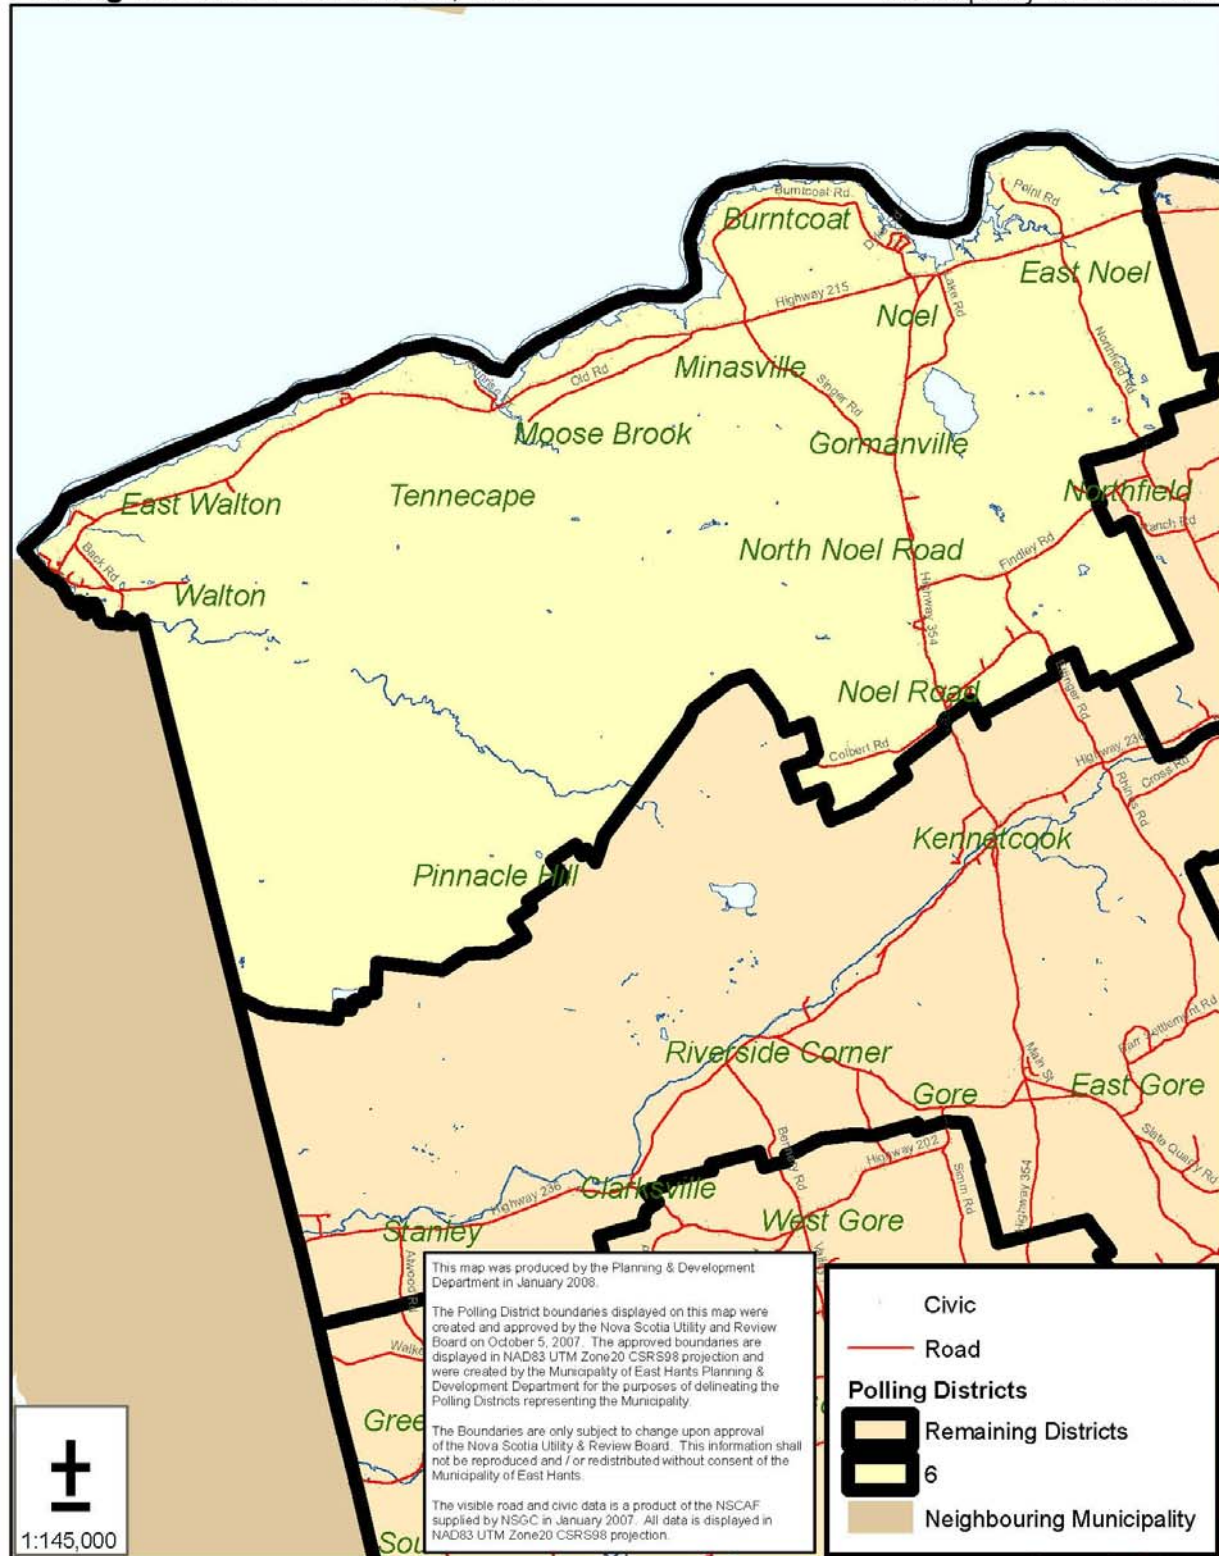 Burntcoat Rd
Point Rd
Burntcoat
East Noel
Highway 215
Lake Rd
Noel
Northfield Rd
Minasville
Old Rd
Singer Rd
Moose Brook
Gormanville
East Walton
Tennecape
Northfield
North Noel Road
Findley Rd
Back Rd
Walton
Highway 354
Noel Road
Colbert Rd
Highway 236
Cross Rd
Rhines Rd
Kennetcook
Pinnacle Hill
Barr Settlement Rd
Riverside Corner
Main St
East Gore
Gore
Slate Quarry Rd
Highway 202
Simm Rd
Highway 354
Clarksville
Highway 236
West Gore
Stanley
Atwood Rd
This map was produced by the Planning & Development
Department in January 2008.
The Polling District boundaries displayed on this map were
created and approved by the Nova Scotia Utility and Review
Board on October 5, 2007. The approved boundaries are
displayed in NAD83 UTM Zone20 CSRS98 projection and
were created by the Municipality of East Hants Planning &
Development Department for the purposes of delineating the
Polling Districts representing the Municipality.
The Boundaries are only subject to change upon approval
of the Nova Scotia Utility & Review Board. This information shall
not be reproduced and / or redistributed without consent of the
Municipality of East Hants.
The visible road and civic data is a product of the NSCAF
supplied by NSGC in January 2007. All data is displayed in
NAD83 UTM Zone20 CSRS98 projection.
Civic
Road
Polling Districts
Remaining Districts
6
Neighbouring Municipality
1:145,000